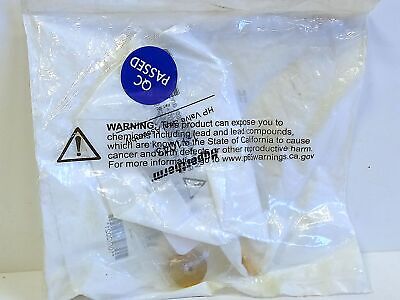 QC
PASSED
HP Valve
WARNING: This product can expose you to
chemicals including lead and lead compounds,
which are known to the State of California to cause
cancer and birth defects or other reproductive harm.
For more information go to www.p65warnings.ca.gov